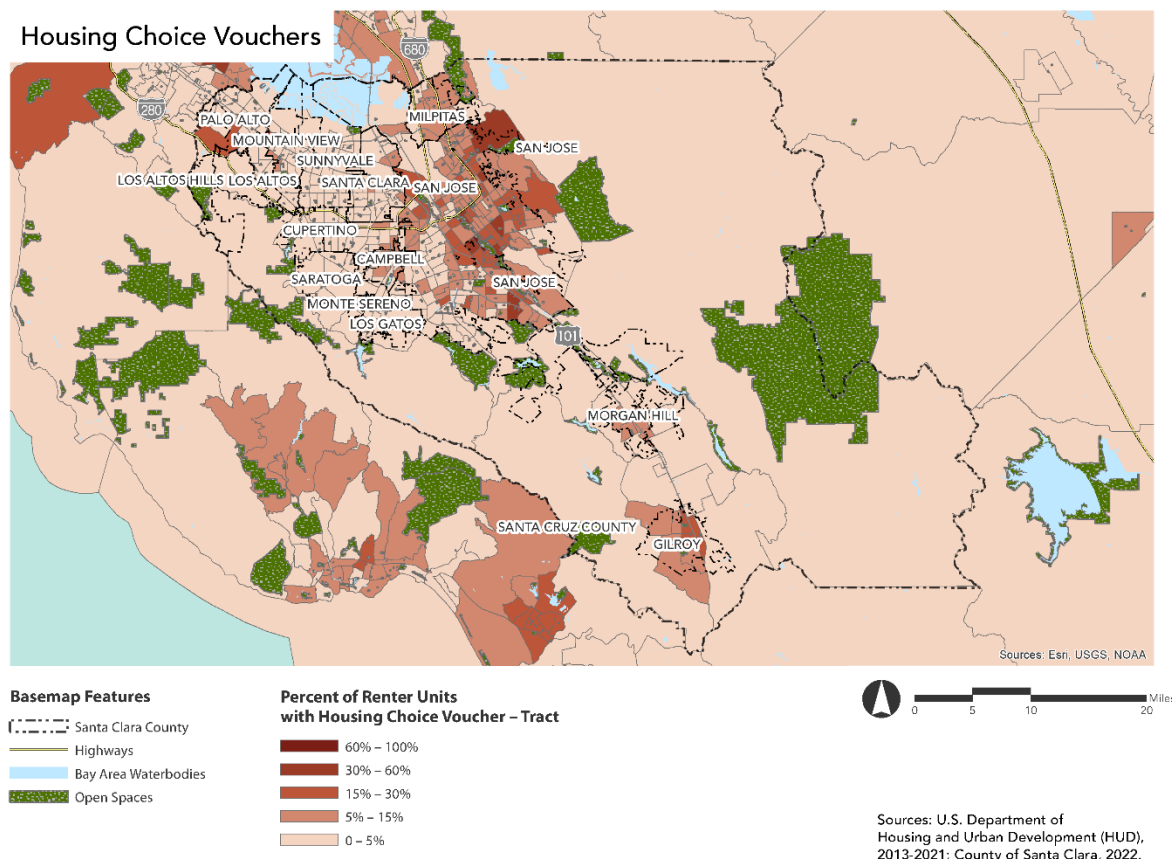 Housing Choice Vouchers
680
280
PALO ALTO
MILPITAS
MOUNTAIN VIEW
SAN JOSE
SUNNYVALE
LOS ALTOS HILLS
LOS ALTOS
SANTA CLARA
SAN JOSE
CUPERTINO
CAMPBELL
SARATOGA
SAN JOSE
MONTE SERENO
LOS GATOS
101
MORGAN HILL
SANTA CRUZ COUNTY
GILROY
Sources: Esri, USGS, NOAA
Basemap Features
Santa Clara County
Highways
Bay Area Waterbodies
Open Spaces
Percent of Renter Units
with Housing Choice Voucher – Tract
60% – 100%
30% – 60%
15% – 30%
5% – 15%
0 – 5%
Miles
0 5 10 20
Sources: U.S. Department of
Housing and Urban Development (HUD),
2013-2021; County of Santa Clara, 2022.